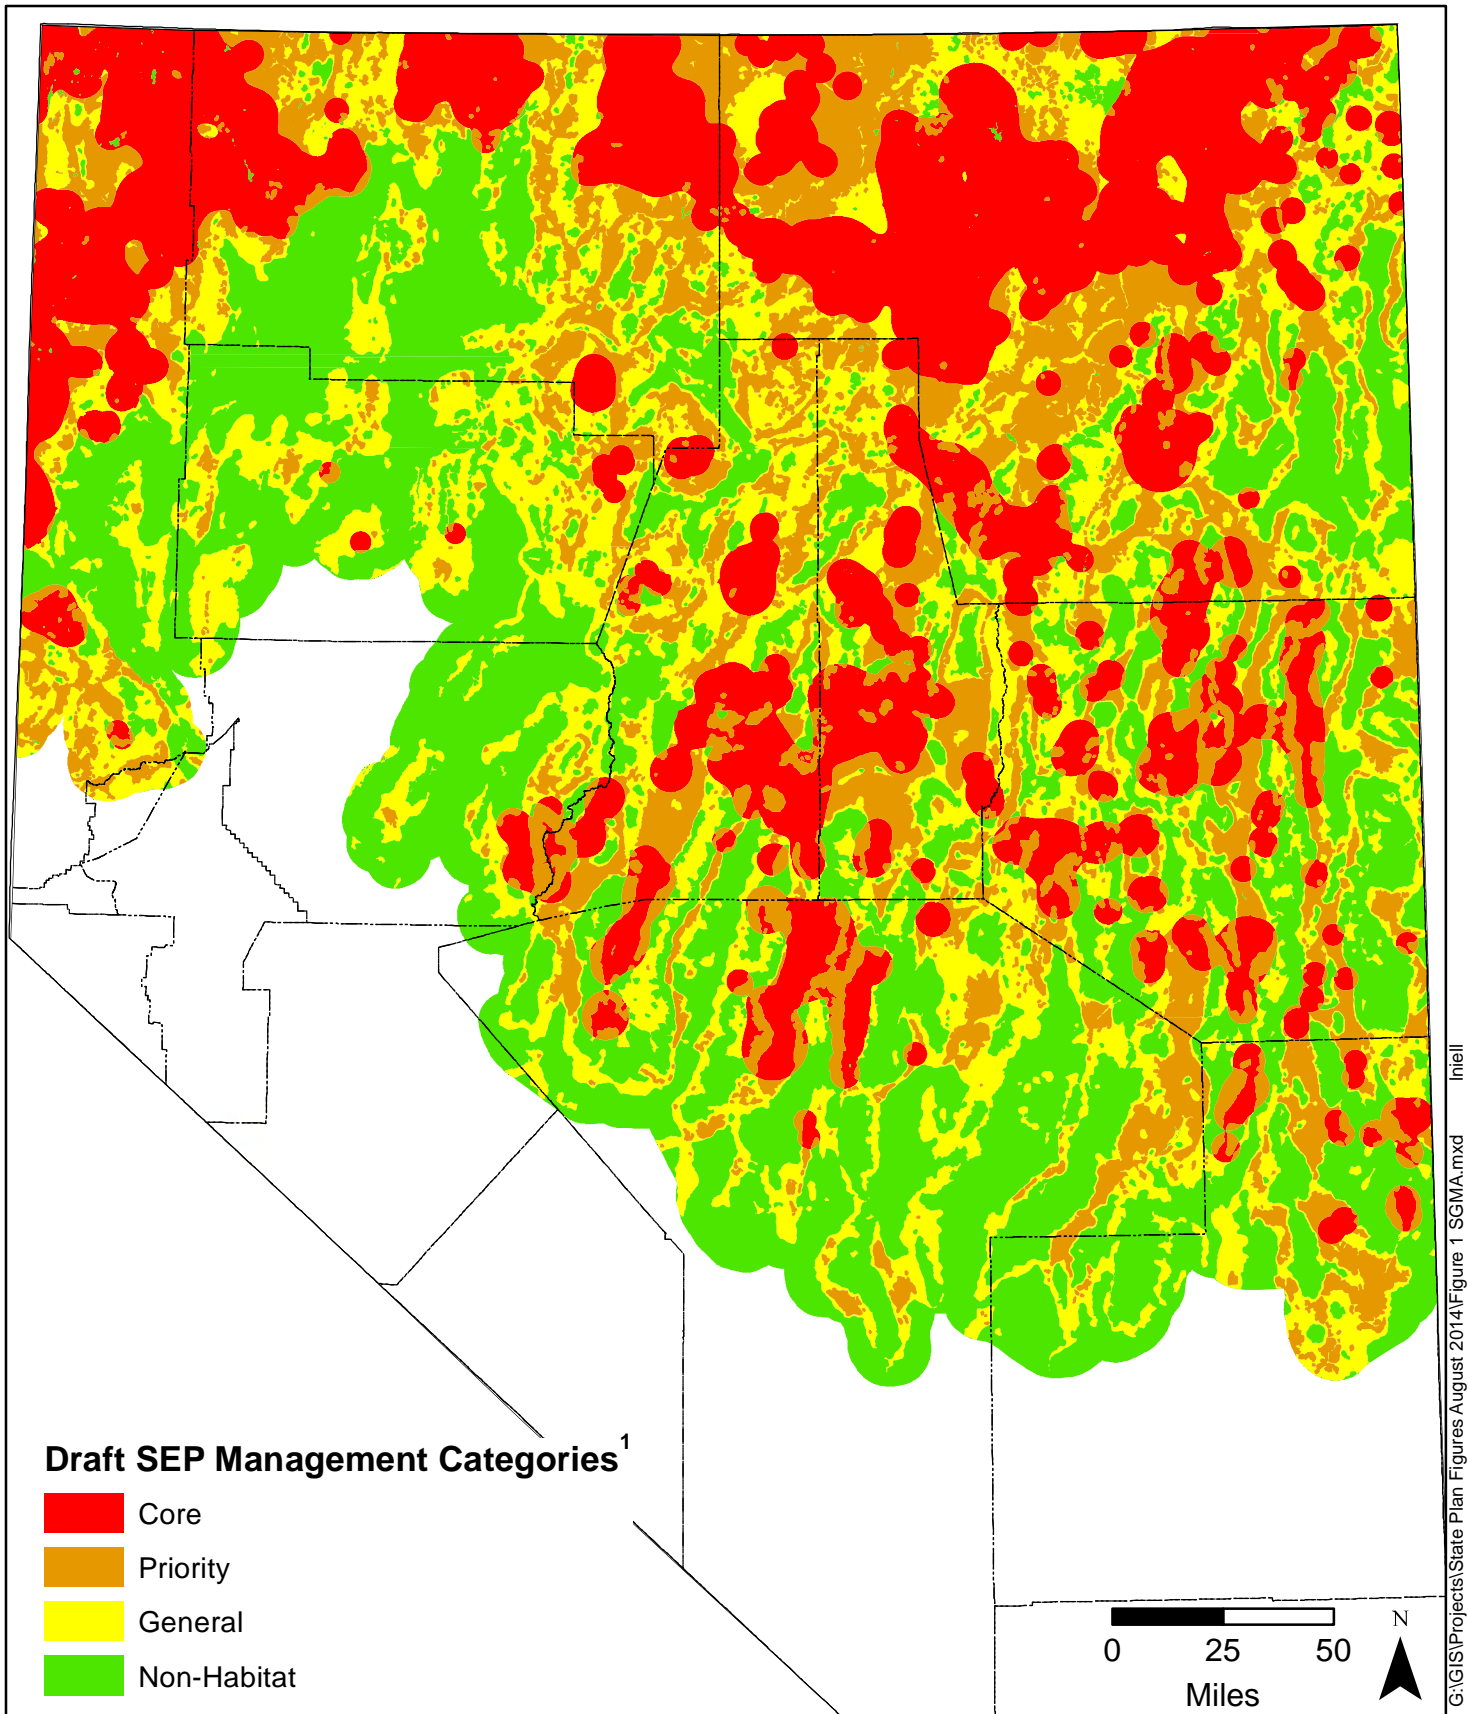 Draft SEP Management Categories1
Core
Priority
General
Non-Habitat
0 25 50
Miles
N
G:\GIS\Projects\State Plan Figures August 2014\Figure 1 SGMA.mxd lniell